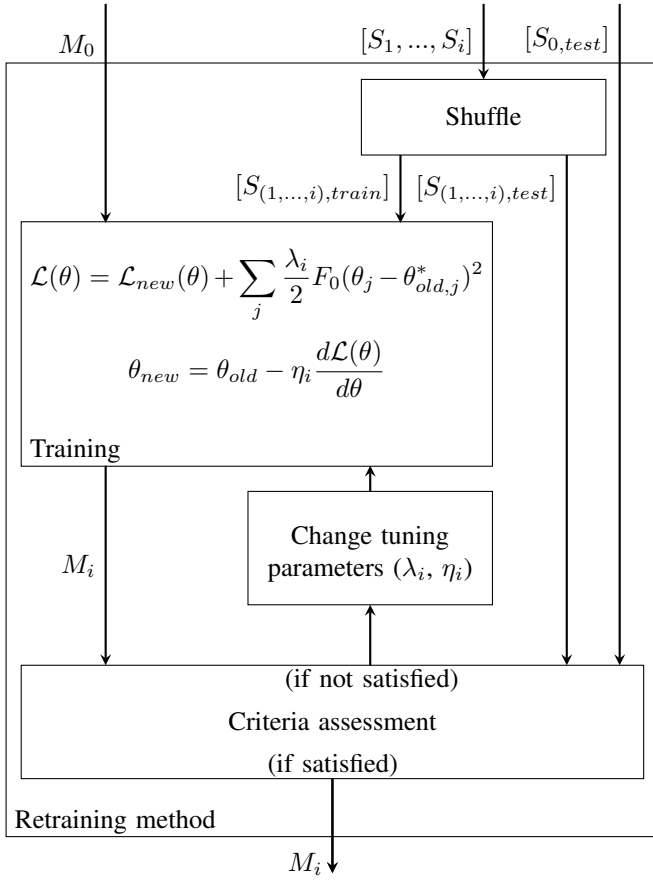 M_0
[S_1, ..., S_i]
[S_{0,test}]
Shuffle
[S_{(1,...,i),train}]
[S_{(1,...,i),test}]
\mathcal{L}(\theta) = \mathcal{L}_{new}(\theta) + \sum_j \frac{\lambda_i}{2} F_0(\theta_j - \theta^*_{old,j})^2
\theta_{new} = \theta_{old} - \eta_i \frac{d\mathcal{L}(\theta)}{d\theta}
Training
Change tuning
parameters (λ_i, η_i)
M_i
(if not satisfied)
Criteria assessment
(if satisfied)
Retraining method
M_i